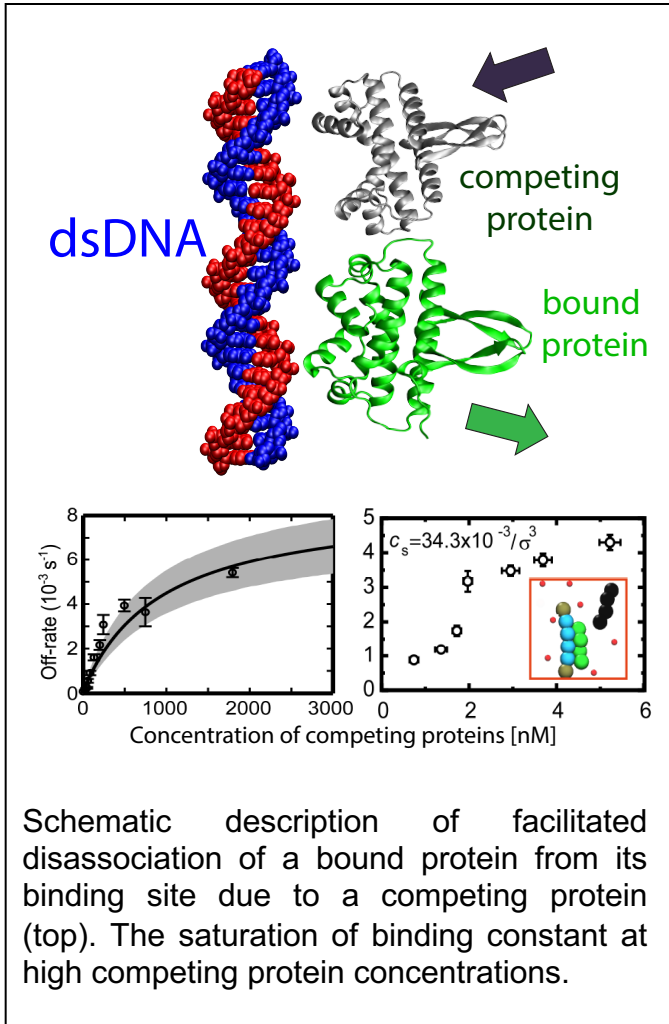 dsDNA
competing
protein
bound
protein
8
6
4
2
0
0
1000
2000
3000
Off-rate (10⁻³ s⁻¹)
5
4
3
2
1
0
0
2
4
6
cₛ=34.3x10 ⁻³/σ³
Concentration of competing proteins [nM]
Schematic description of facilitated
disassociation of a bound protein from its
binding site due to a competing protein
(top). The saturation of binding constant at
high competing protein concentrations.